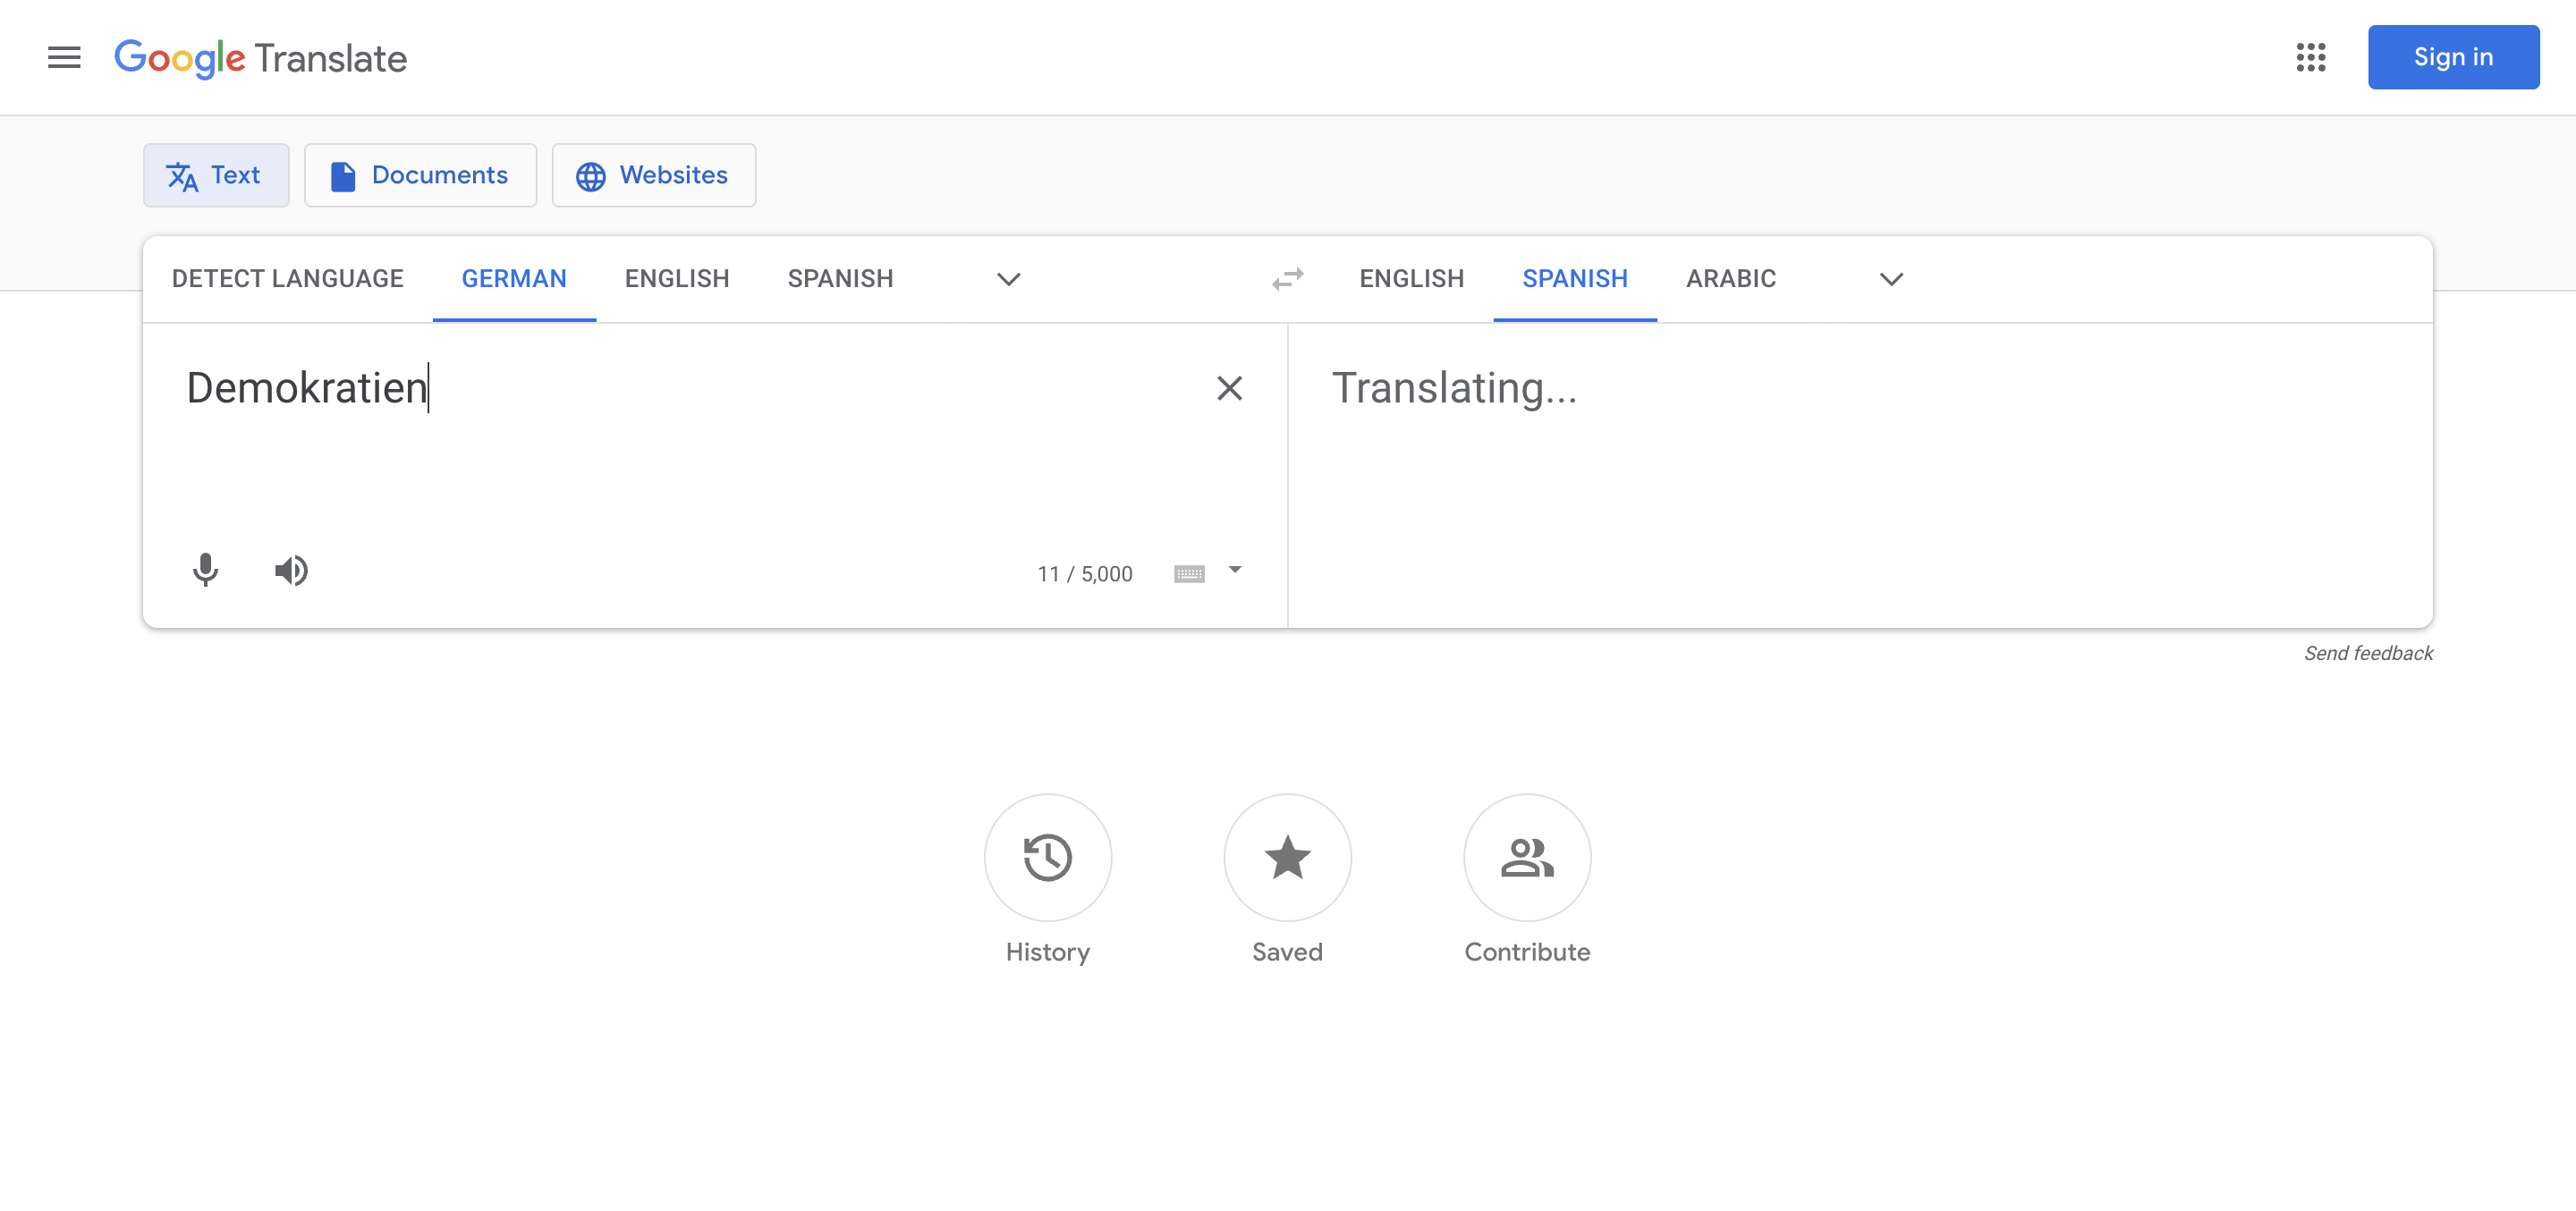 Google Translate
Sign in
Text
Documents
Websites
DETECT LANGUAGE
GERMAN
ENGLISH
SPANISH
ENGLISH
SPANISH
ARABIC
Demokratien
Translating...
11 / 5,000
Send feedback
History
Saved
Contribute